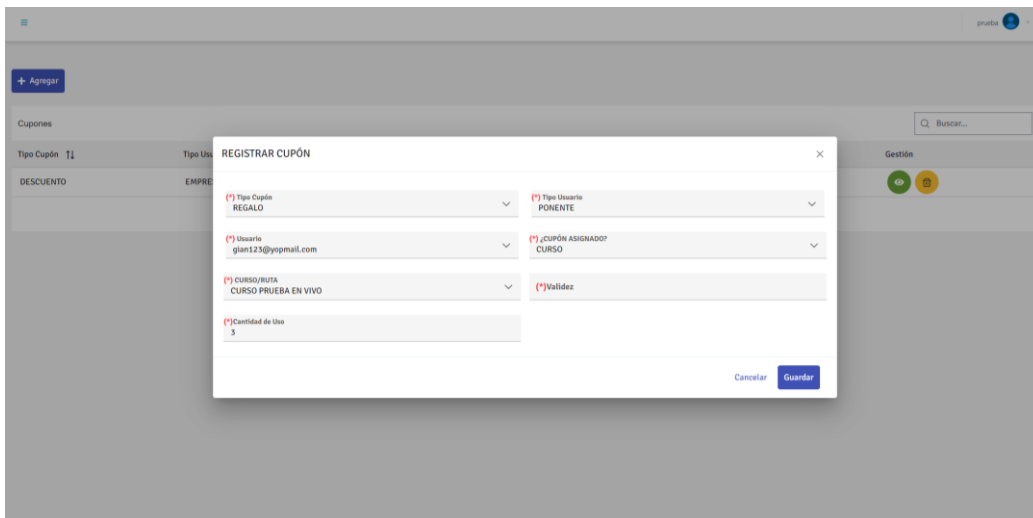 prueba
+ Agregar
Cupones
Buscar...
Tipo Cupón
Tipo Usu
Gestión
DESCUENTO
EMPRE
REGISTRAR CUPÓN
(*) Tipo Cupón
REGALO
(*) Tipo Usuario
PONENTE
(*) Usuario
gian123@yopmail.com
(*) ¿CUPÓN ASIGNADO?
CURSO
(*) CURSO/RUTA
CURSO PRUEBA EN VIVO
(*)Validez
(*)Cantidad de Uso
3
Cancelar
Guardar